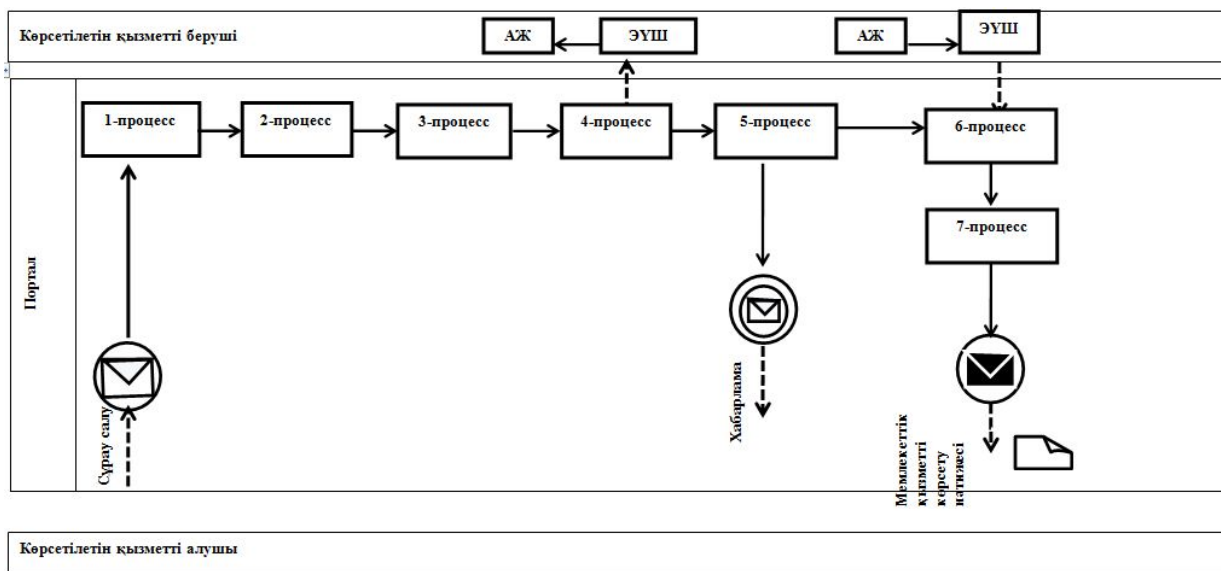 Көрсетілетін қызметті беруші
АЖ
ЭҮШ
АЖ
ЭҮШ
Портал
1-процесс
2-процесс
3-процесс
4-процесс
5-процесс
6-процесс
7-процесс
Сұрау салу
Хабарлама
Мемлекеттік
қызметті
көрсету
нәтижесі
Көрсетілетін қызметті алушы